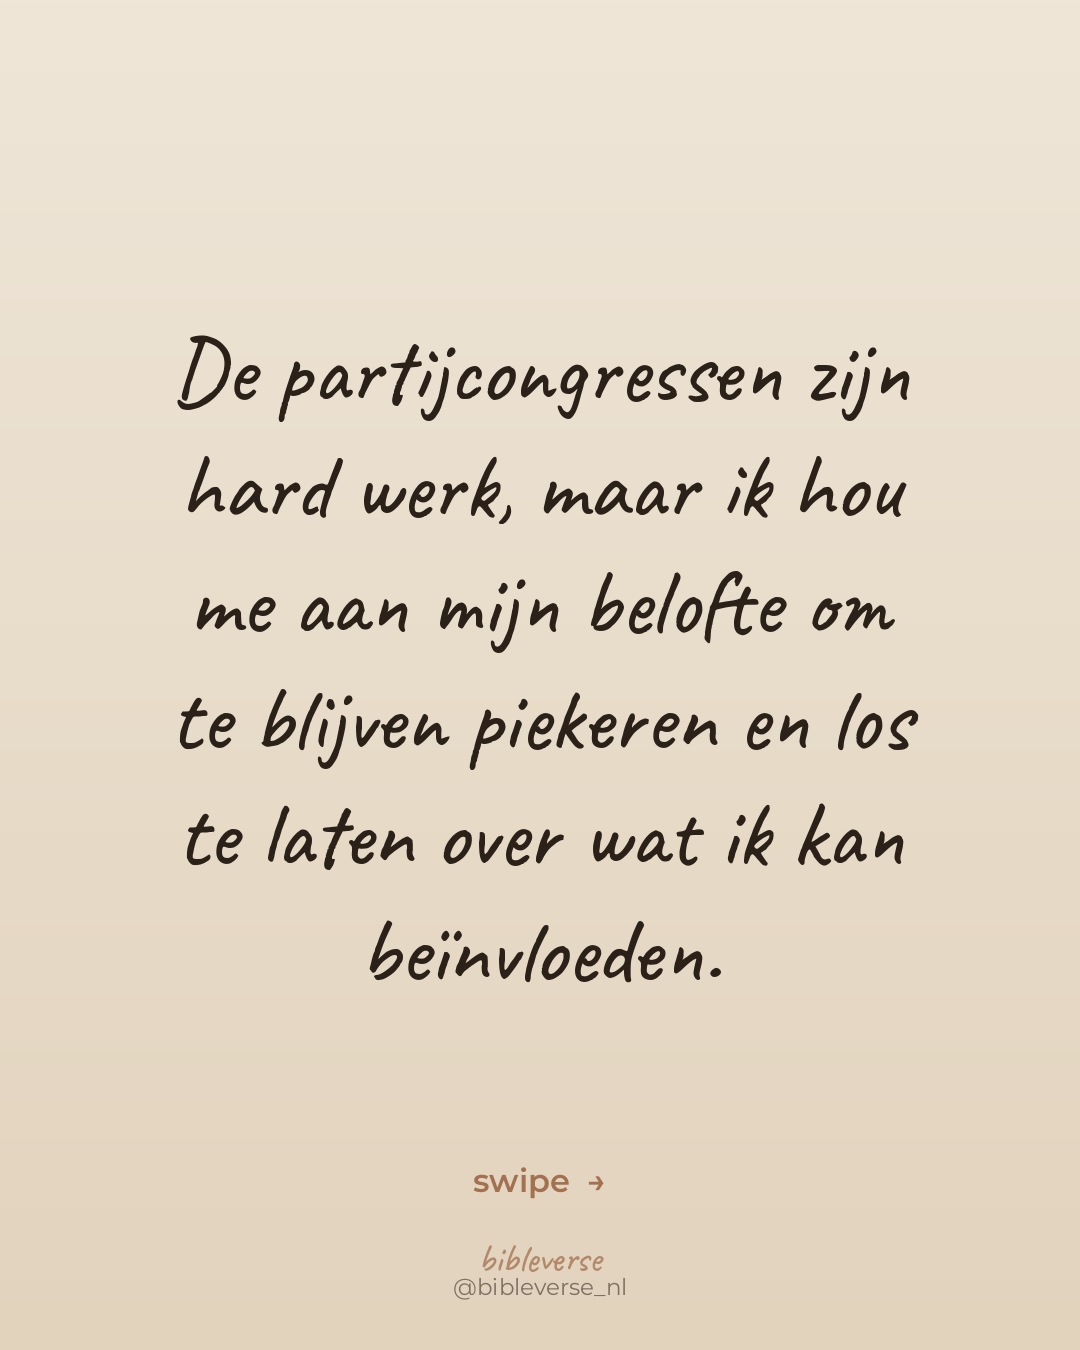 De partijcongressen zijn
hard werk, maar ik hou
me aan mijn belofte om
te blijven piekeren en los
te laten over wat ik kan
beïnvloeden.
swipe →
bibleverse
@bibleverse_nl